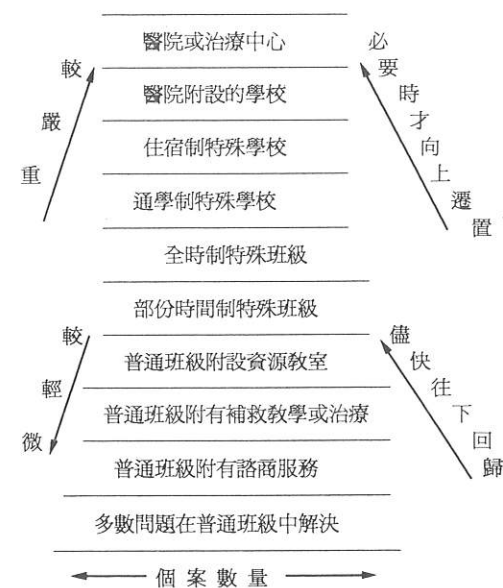 醫院或治療中心
醫院附設的學校
住宿制特殊學校
通學制特殊學校
全時制特殊班級
部份時間制特殊班級
普通班級附設資源教室
普通班級附有補救教學或治療
普通班級附有諮商服務
多數問題在普通班級中解決
較嚴重
較輕微
必要時才向上遷置
儘快往下回歸
個案數量